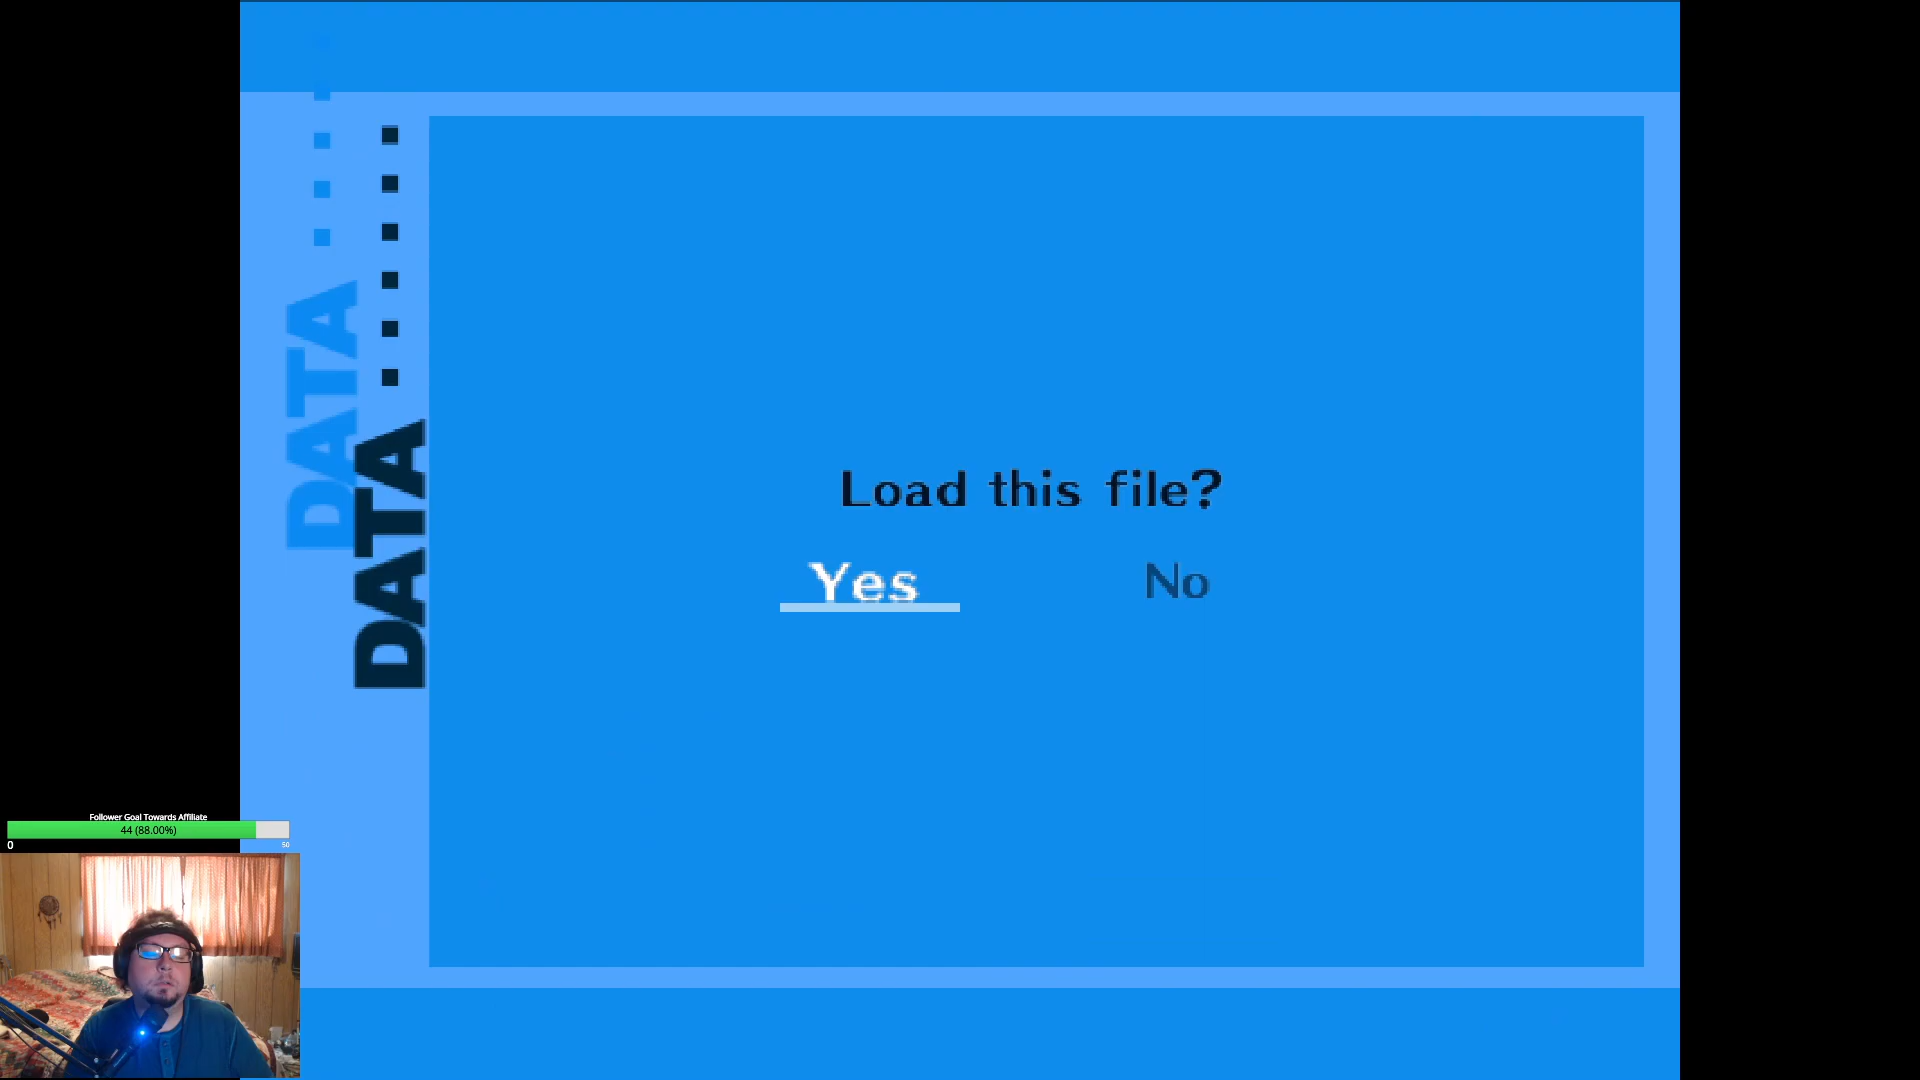 DATA......
DATA......
Load this file?
Yes
No
Follower Goal Towards Affiliate
44 (88.00%)
0
50